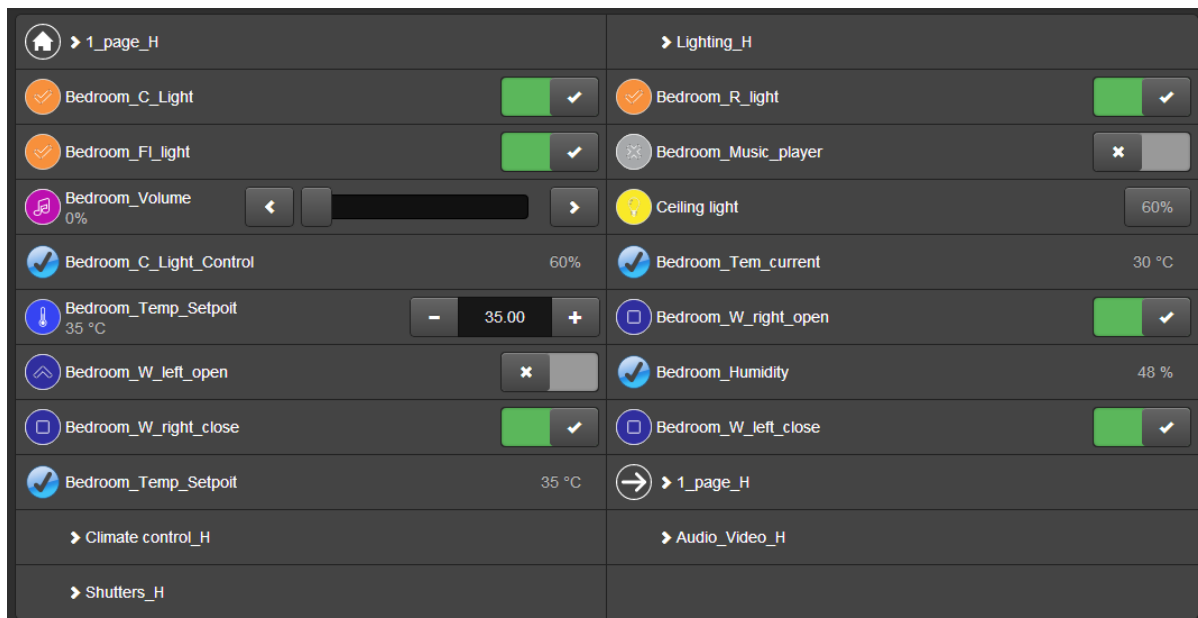 1_page_H
Lighting_H
Bedroom_C_Light
Bedroom_R_light
Bedroom_Fl_light
Bedroom_Music_player
Bedroom_Volume
0%
Ceiling light
60%
Bedroom_C_Light_Control
60%
Bedroom_Tem_current
30 °C
Bedroom_Temp_Setpoit
35 °C
35.00
Bedroom_W_right_open
Bedroom_W_left_open
Bedroom_Humidity
48 %
Bedroom_W_right_close
Bedroom_W_left_close
Bedroom_Temp_Setpoit
35 °C
1_page_H
Climate control_H
Audio_Video_H
Shutters_H